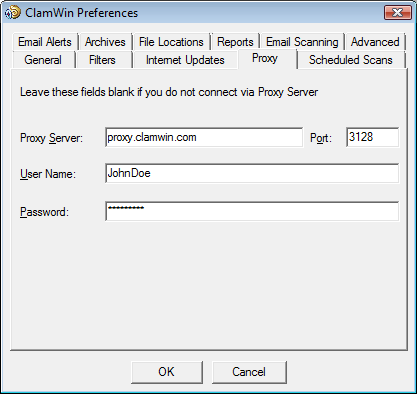 ClamWin Preferences
Email Alerts Archives File Locations Reports Email Scanning Advanced
General Filters Internet Updates Proxy Scheduled Scans
Leave these fields blank if you do not connect via Proxy Server
Proxy Server: proxy.clamwin.com Port: 3128
User Name: JohnDoe
Password: *********
OK Cancel